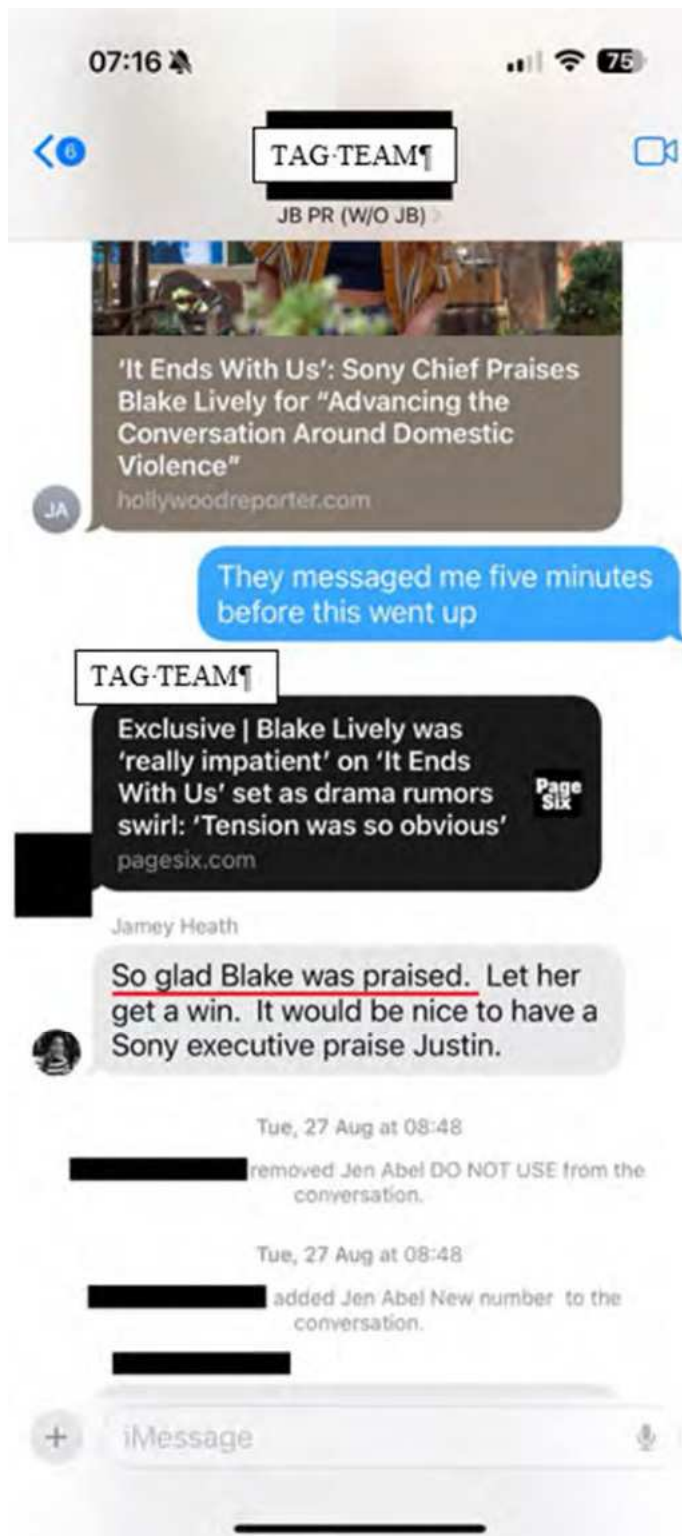 07:16
75
6
TAG·TEAM¶
JB PR (W/O JB) >
'It Ends With Us': Sony Chief Praises
Blake Lively for “Advancing the
Conversation Around Domestic
Violence”
hollywoodreporter.com
JA
They messaged me five minutes
before this went up
TAG·TEAM¶
Exclusive | Blake Lively was
'really impatient' on 'It Ends
With Us' set as drama rumors
swirl: 'Tension was so obvious'
Page
Six
pagesix.com
Jamey Heath
So glad Blake was praised. Let her
get a win. It would be nice to have a
Sony executive praise Justin.
Tue, 27 Aug at 08:48
removed Jen Abel DO NOT USE from the
conversation.
Tue, 27 Aug at 08:48
added Jen Abel New number to the
conversation.
iMessage